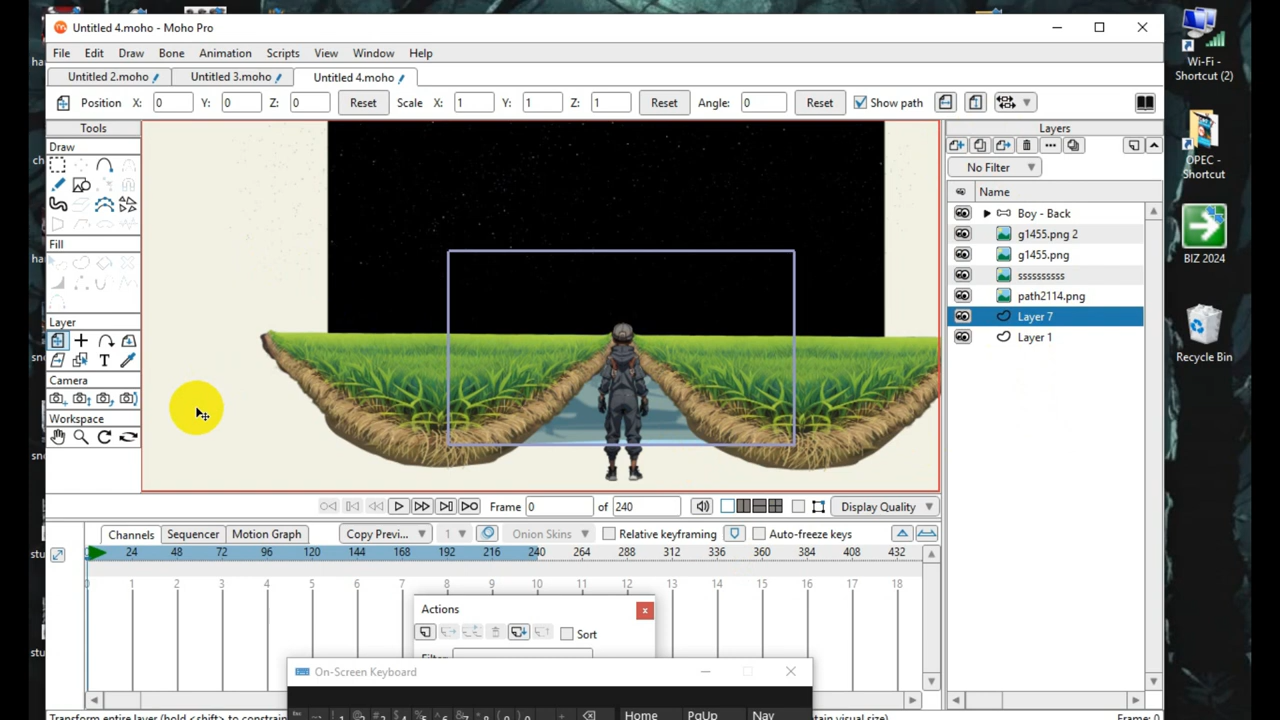 Untitled 4.moho - Moho Pro
File Edit Draw Bone Animation Scripts View Window Help
Untitled 2.moho Untitled 3.moho Untitled 4.moho
Position X: 0 Y: 0 Z: 0 Reset Scale X: 1 Y: 1 Z: 1 Reset Angle: 0 Reset Show path
Tools
Draw
Fill
Layer
T
Camera
Workspace
Layers
No Filter
Name
Boy - Back
g1455.png 2
g1455.png
ssssssssss
path2114.png
Layer 7
Layer 1
Frame 0 of 240 Display Quality
Channels Sequencer Motion Graph Copy Previ... 1 Onion Skins Relative keyframing Auto-freeze keys
0 24 48 72 96 120 144 168 192 216 240 264 288 312 336 360 384 408 432
0 1 2 3 4 5 6 7 8 9 10 11 12 13 14 15 16 17 18
Actions
Sort
On-Screen Keyboard
Home PgUp Nav
Transform entire layer (hold <shift> to constrain
tain visual size)
Wi-Fi -
Shortcut (2)
OPEC -
Shortcut
BIZ 2024
Recycle Bin